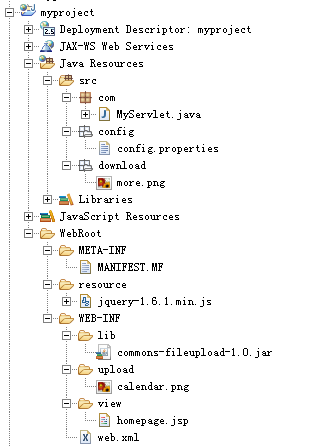 myproject
Deployment Descriptor: myproject
JAX-WS Web Services
Java Resources
src
com
MyServlet.java
config
config.properties
download
more.png
Libraries
JavaScript Resources
WebRoot
META-INF
MANIFEST.MF
resource
jquery-1.6.1.min.js
WEB-INF
lib
commons-fileupload-1.0.jar
upload
calendar.png
view
homepage.jsp
web.xml